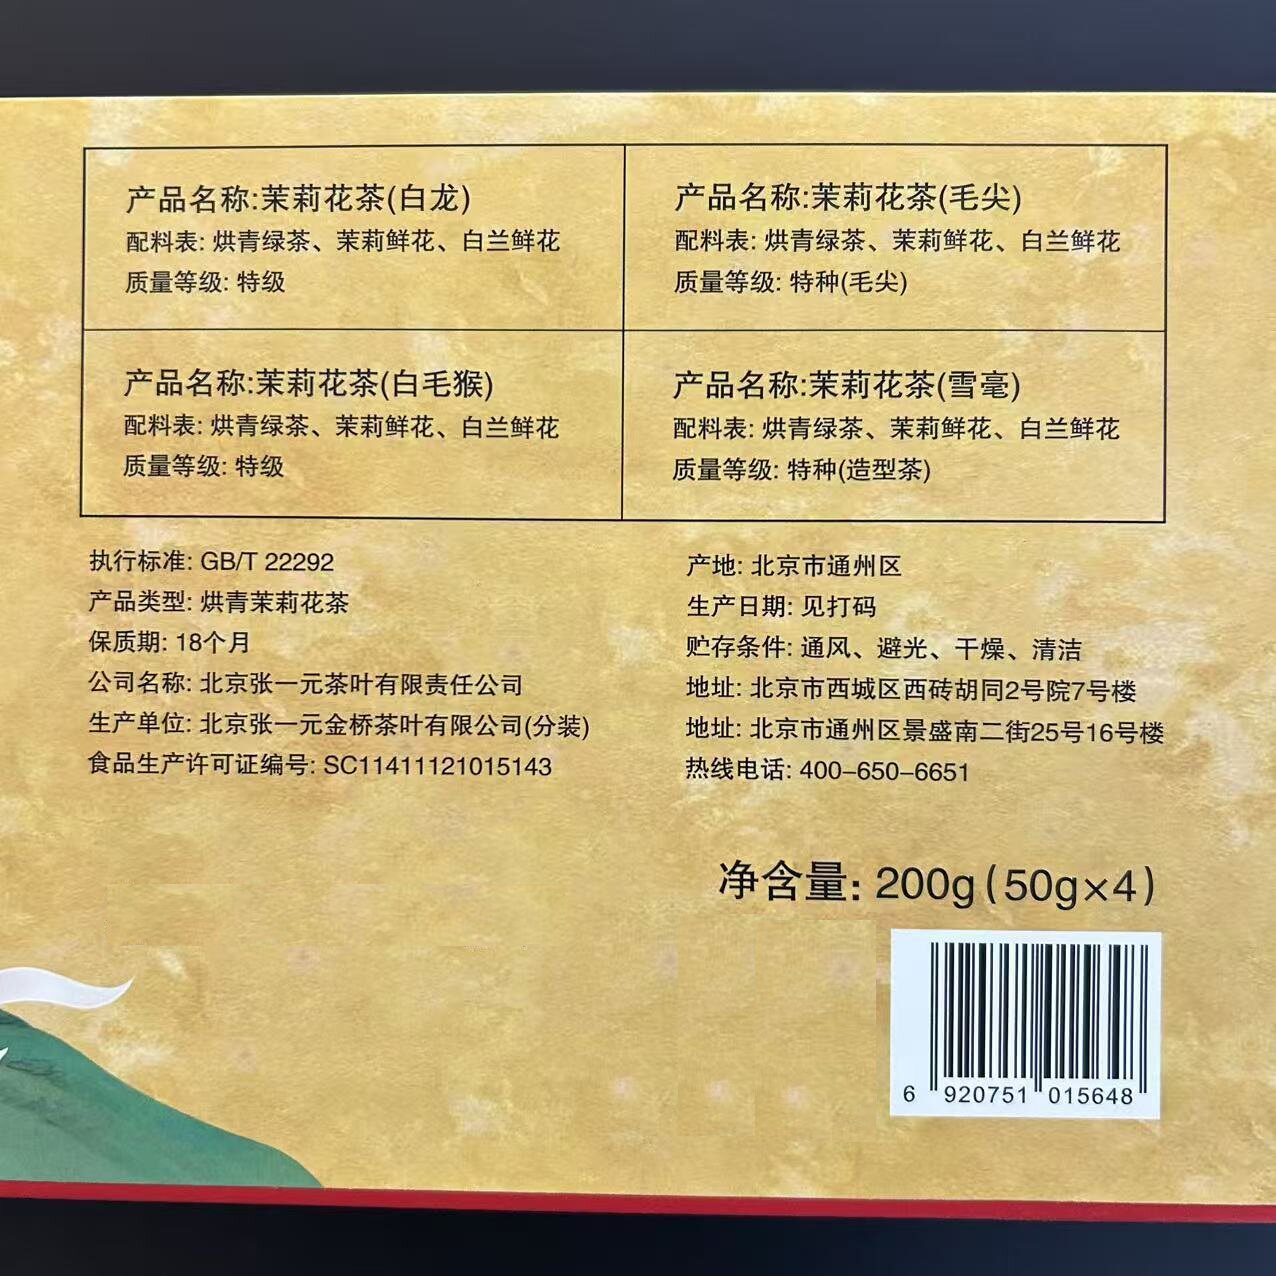 产品名称:茉莉花茶(白龙)
配料表: 烘青绿茶、茉莉鲜花、白兰鲜花
质量等级: 特级
产品名称:茉莉花茶(毛尖)
配料表: 烘青绿茶、茉莉鲜花、白兰鲜花
质量等级: 特种(毛尖)
产品名称:茉莉花茶(白毛猴)
配料表: 烘青绿茶、茉莉鲜花、白兰鲜花
质量等级: 特级
产品名称:茉莉花茶(雪毫)
配料表: 烘青绿茶、茉莉鲜花、白兰鲜花
质量等级: 特种(造型茶)
执行标准: GB/T 22292
产品类型: 烘青茉莉花茶
保质期: 18个月
公司名称: 北京张一元茶叶有限责任公司
生产单位: 北京张一元金桥茶叶有限公司(分装)
食品生产许可证编号: SC11411121015143
产地: 北京市通州区
生产日期: 见打码
贮存条件: 通风、避光、干燥、清洁
地址: 北京市西城区西砖胡同2号院7号楼
地址: 北京市通州区景盛南二街25号16号楼
热线电话: 400-650-6651
净含量: 200g(50g×4)
6 920751 015648